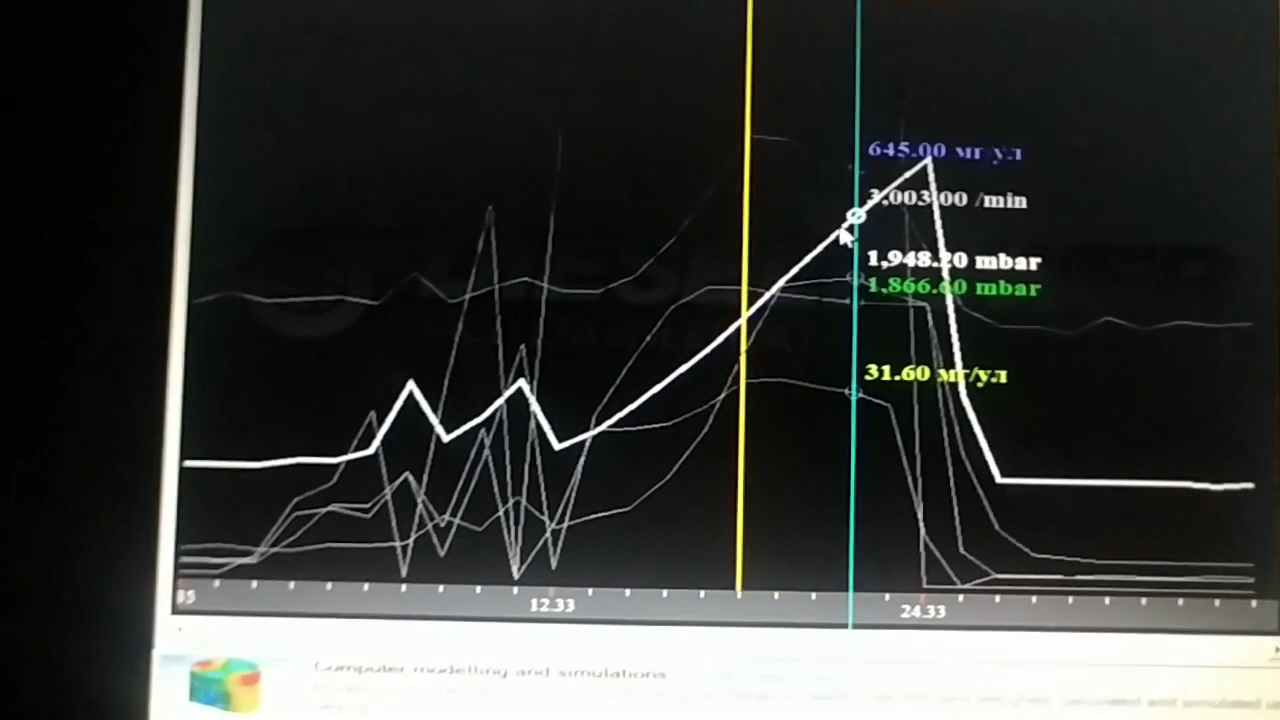 645.00 мг/ул
3,003.00 /min
1,948.20 mbar
1,866.60 mbar
31.60 мг/ул
12.33
24.33
Computer modelling and simulations